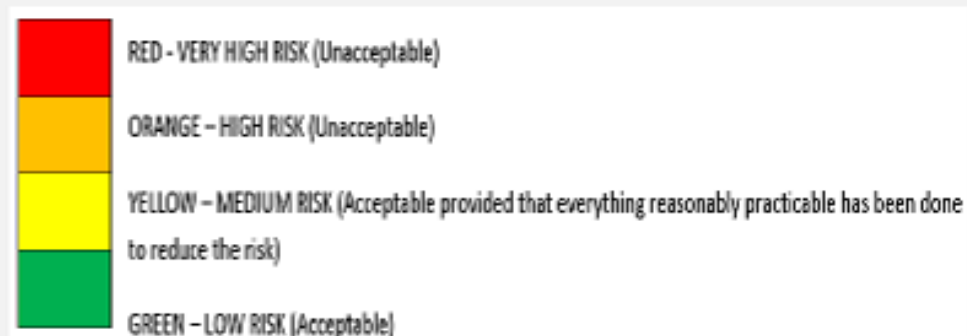 RED - VERY HIGH RISK (Unacceptable)
ORANGE – HIGH RISK (Unacceptable)
YELLOW – MEDIUM RISK (Acceptable provided that everything reasonably practicable has been done
to reduce the risk)
GREEN – LOW RISK (Acceptable)